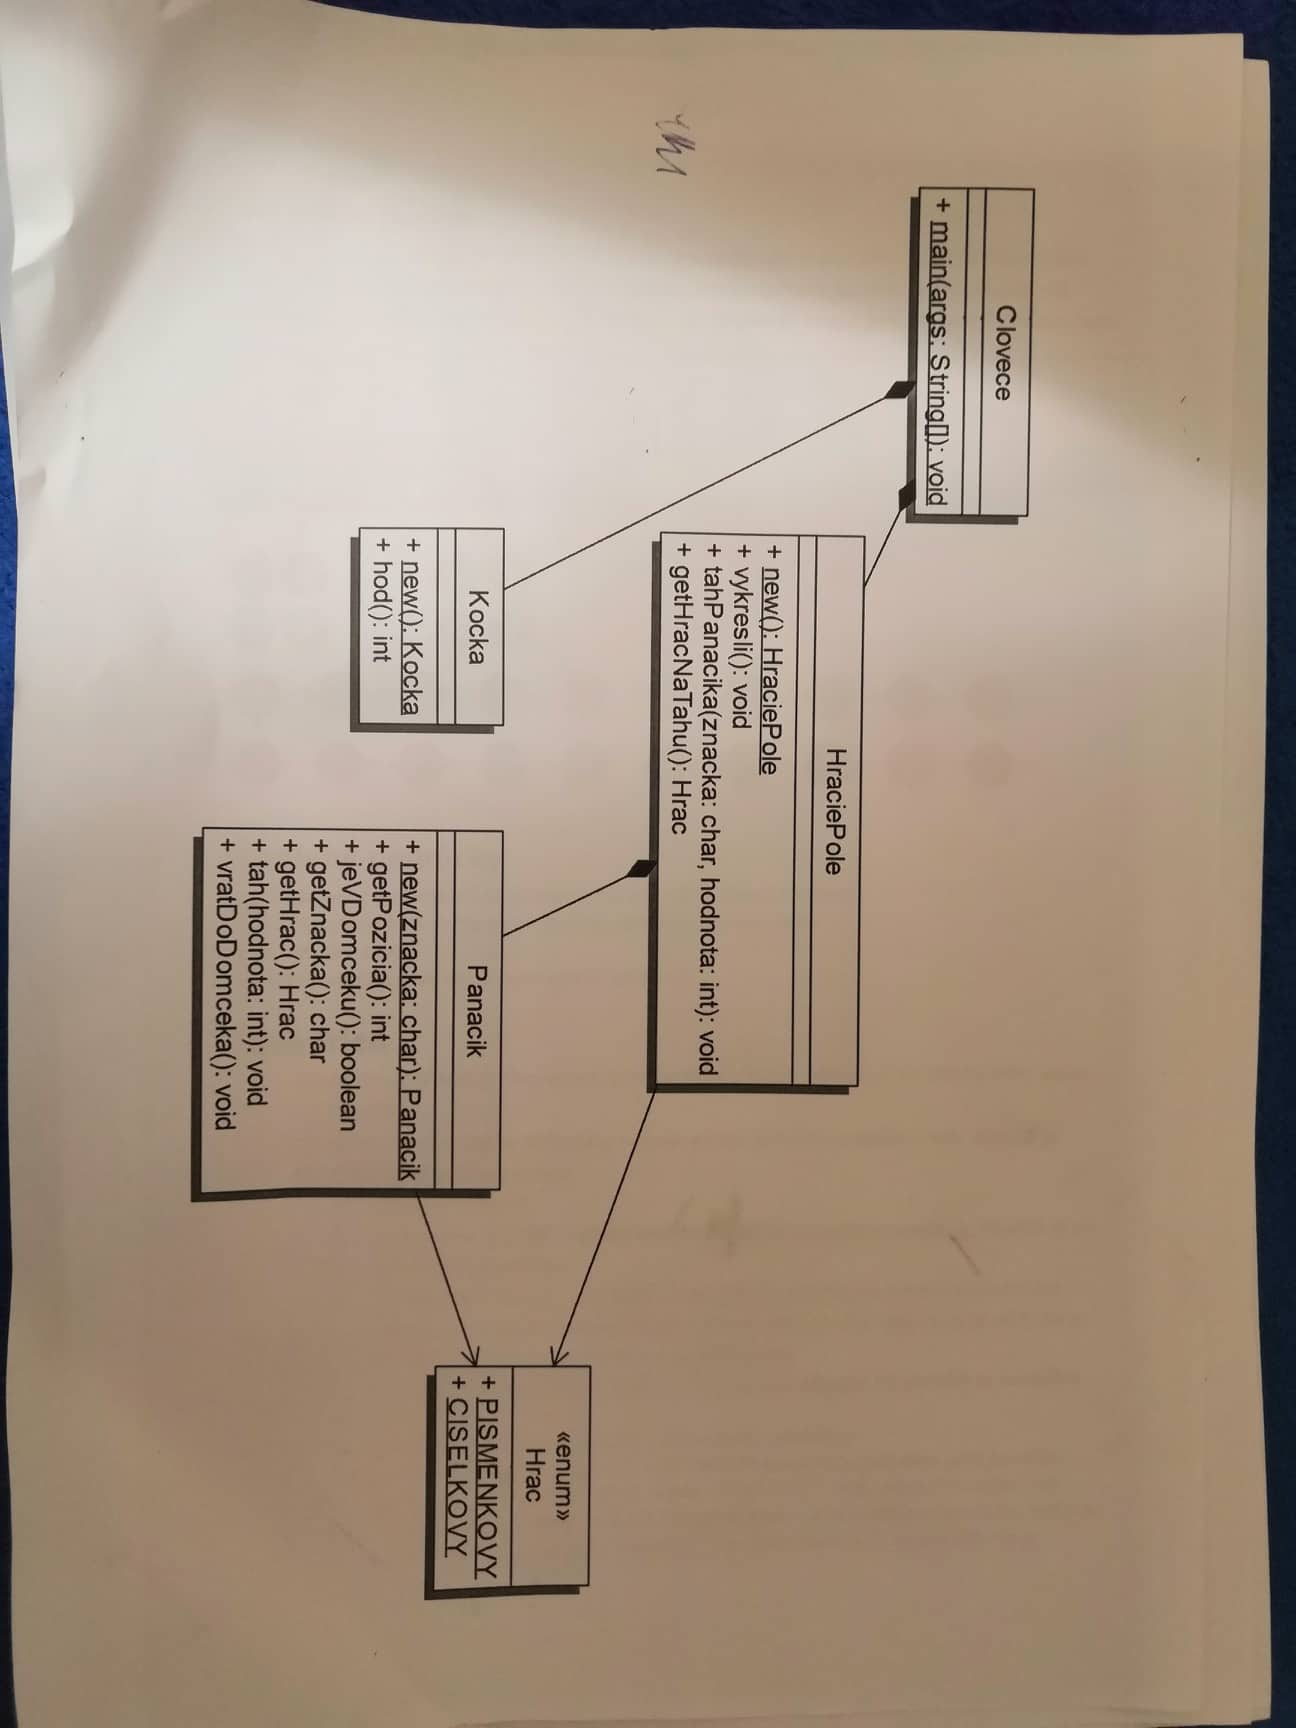 Clovece
+ main(args: String[]): void
HraciePole
+ new(): HraciePole
+ vykresli(): void
+ tahPanacika(znacka: char, hodnota: int): void
+ getHracNaTahu(): Hrac
Kocka
+ new(): Kocka
+ hod(): int
Panacik
+ new(znacka: char): Panacik
+ getPozicia(): int
+ jeVDomceku(): boolean
+ getZnacka(): char
+ getHrac(): Hrac
+ tah(hodnota: int): void
+ vratDoDomceka(): void
«enum»
Hrac
+ PISMENKOVY
+ CISELKOVY